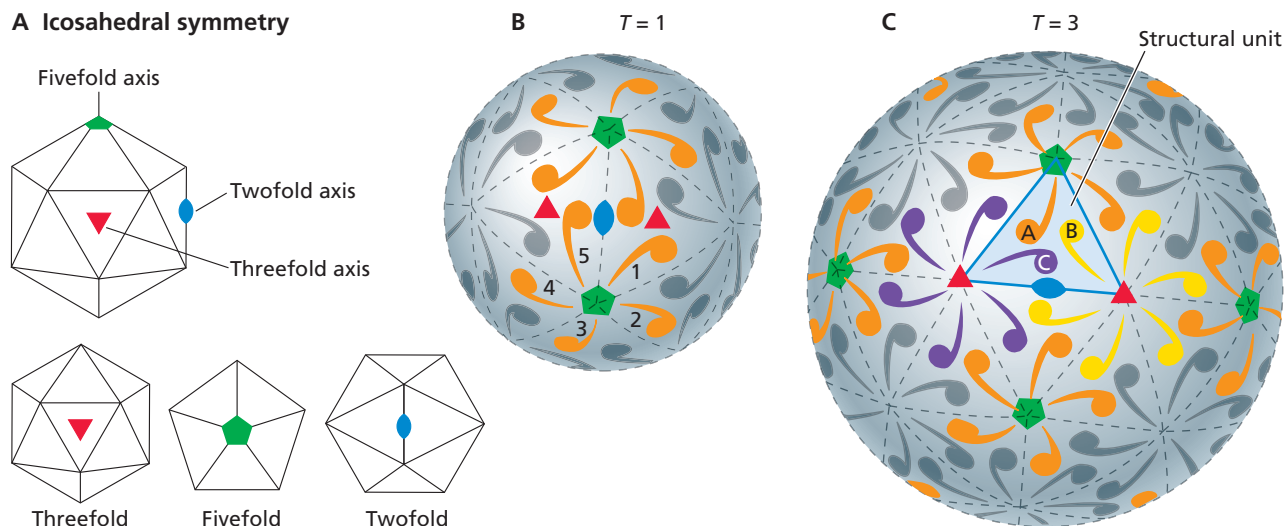 A Icosahedral symmetry
Fivefold axis
Twofold axis
Threefold axis
Threefold
Fivefold
Twofold
B
T = 1
5
1
4
2
3
C
T = 3
Structural unit
A
B
C